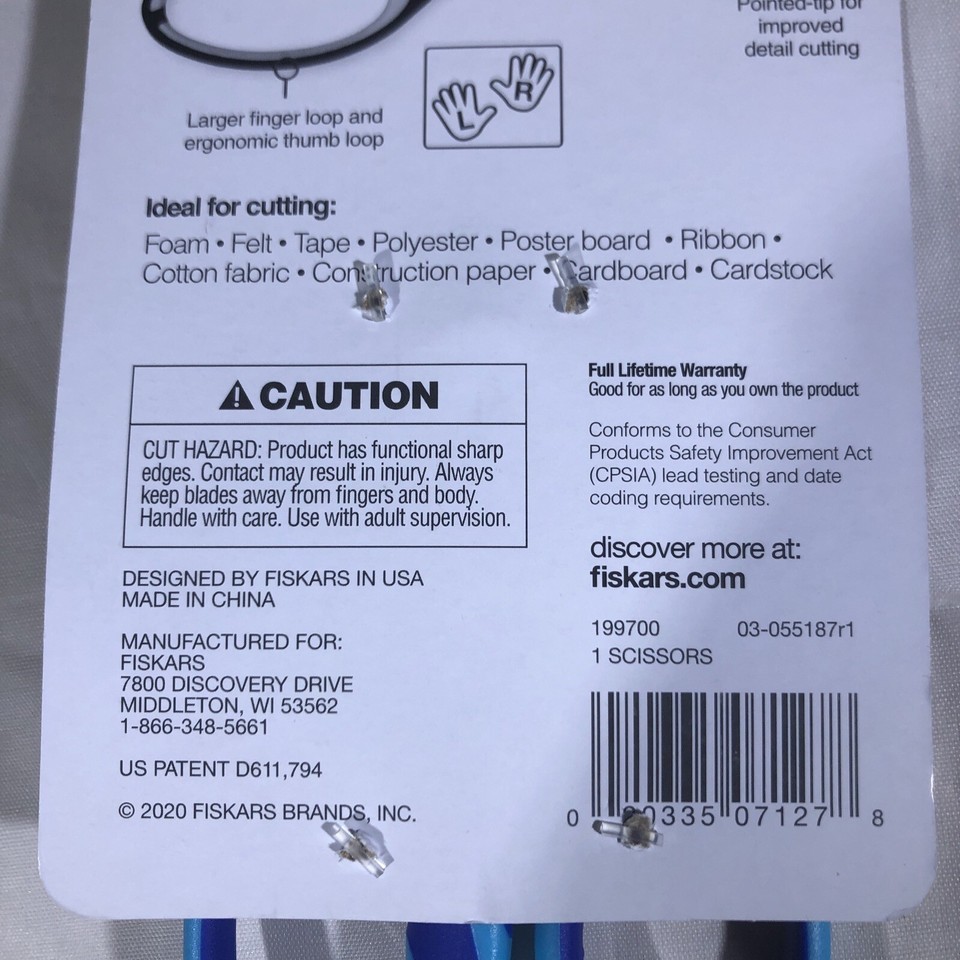 Pointed-tip for
improved
detail cutting
L R
Larger finger loop and
ergonomic thumb loop
Ideal for cutting:
Foam • Felt • Tape • Polyester • Poster board • Ribbon •
Cotton fabric • Construction paper • Cardboard • Cardstock
CAUTION
CUT HAZARD: Product has functional sharp
edges. Contact may result in injury. Always
keep blades away from fingers and body.
Handle with care. Use with adult supervision.
Full Lifetime Warranty
Good for as long as you own the product
Conforms to the Consumer
Products Safety Improvement Act
(CPSIA) lead testing and date
coding requirements.
discover more at:
fiskars.com
DESIGNED BY FISKARS IN USA
MADE IN CHINA
MANUFACTURED FOR:
FISKARS
7800 DISCOVERY DRIVE
MIDDLETON, WI 53562
1-866-348-5661
US PATENT D611,794
© 2020 FISKARS BRANDS, INC.
199700 03-055187r1
1 SCISSORS
0 20335 07127 8